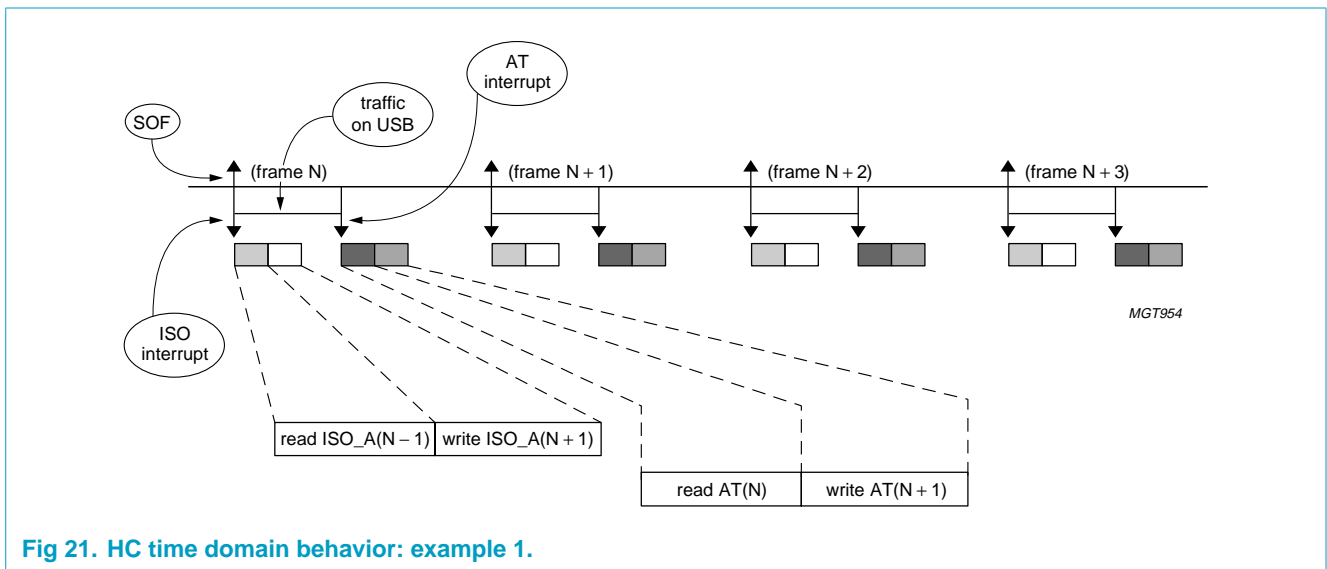 AT
interrupt
traffic
on USB
SOF
(frame N)
(frame N + 1)
(frame N + 2)
(frame N + 3)
MGT954
ISO
interrupt
read ISO_A(N − 1)
write ISO_A(N + 1)
read AT(N)
write AT(N + 1)
Fig 21. HC time domain behavior: example 1.